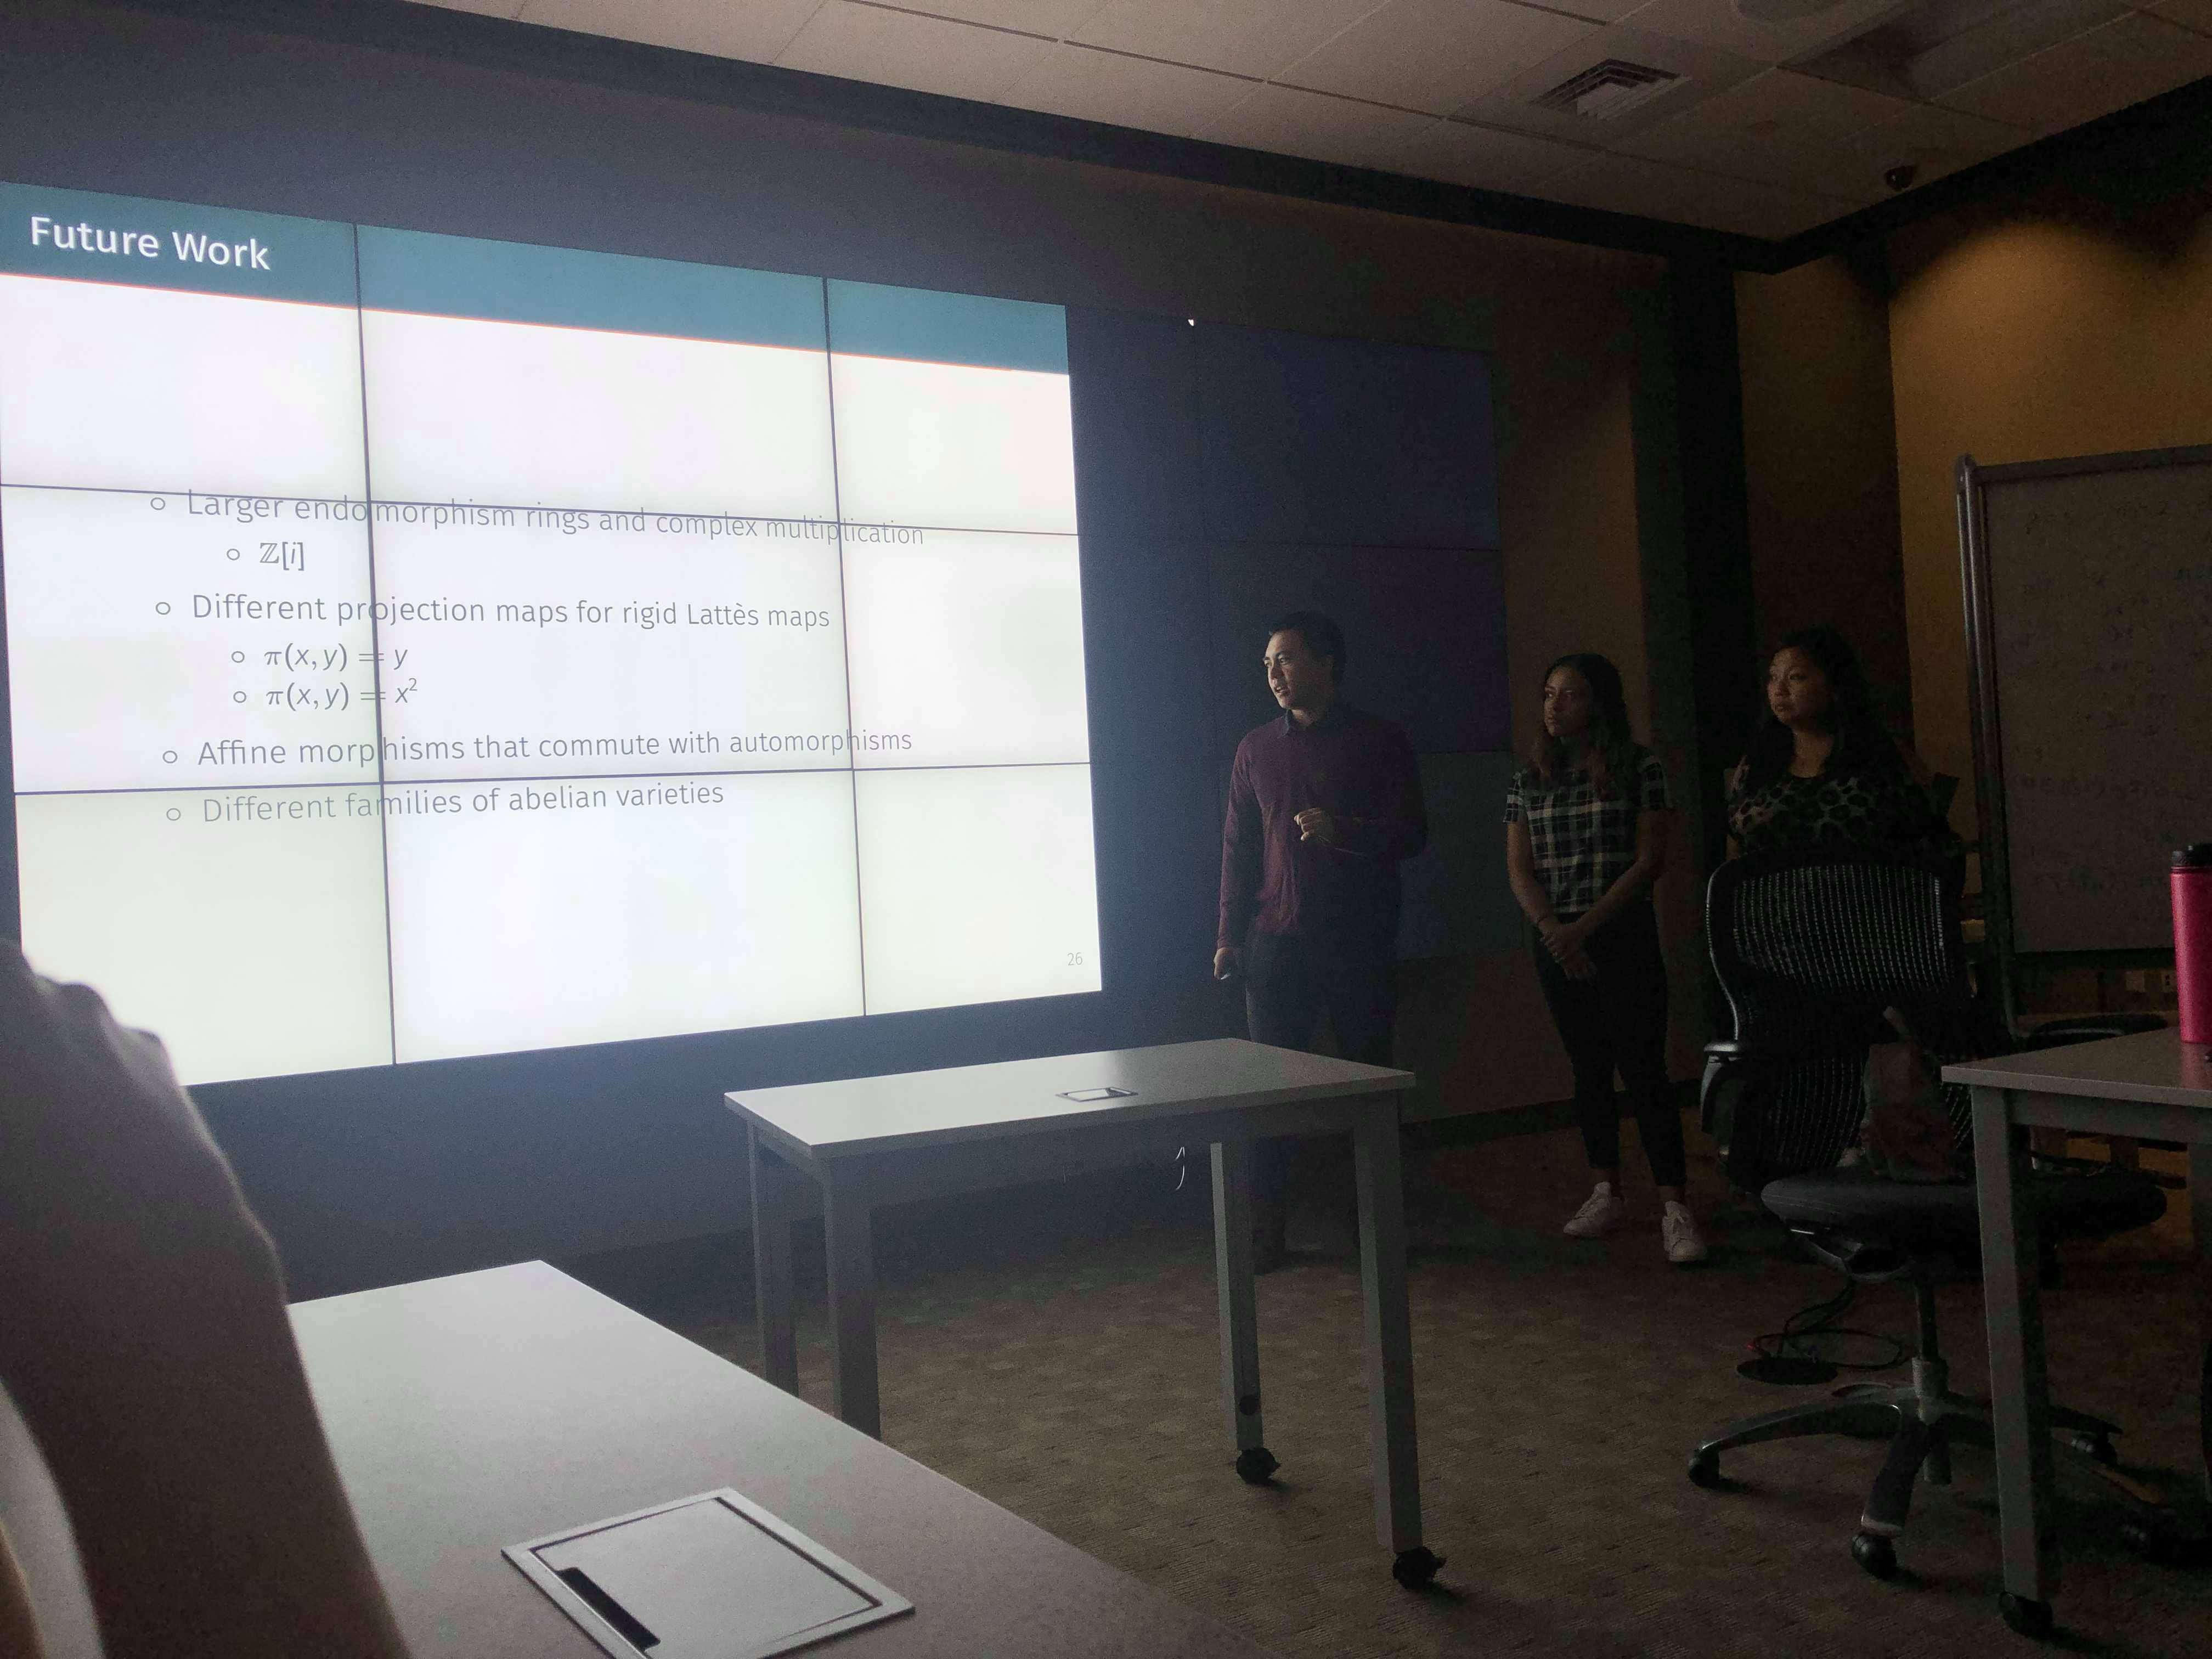 Future Work
○ Larger endomorphism rings and complex multiplication
○ ℤ[i]
○ Different projection maps for rigid Lattès maps
○ π(x, y) = y
○ π(x, y) = x²
○ Affine morphisms that commute with automorphisms
○ Different families of abelian varieties
26